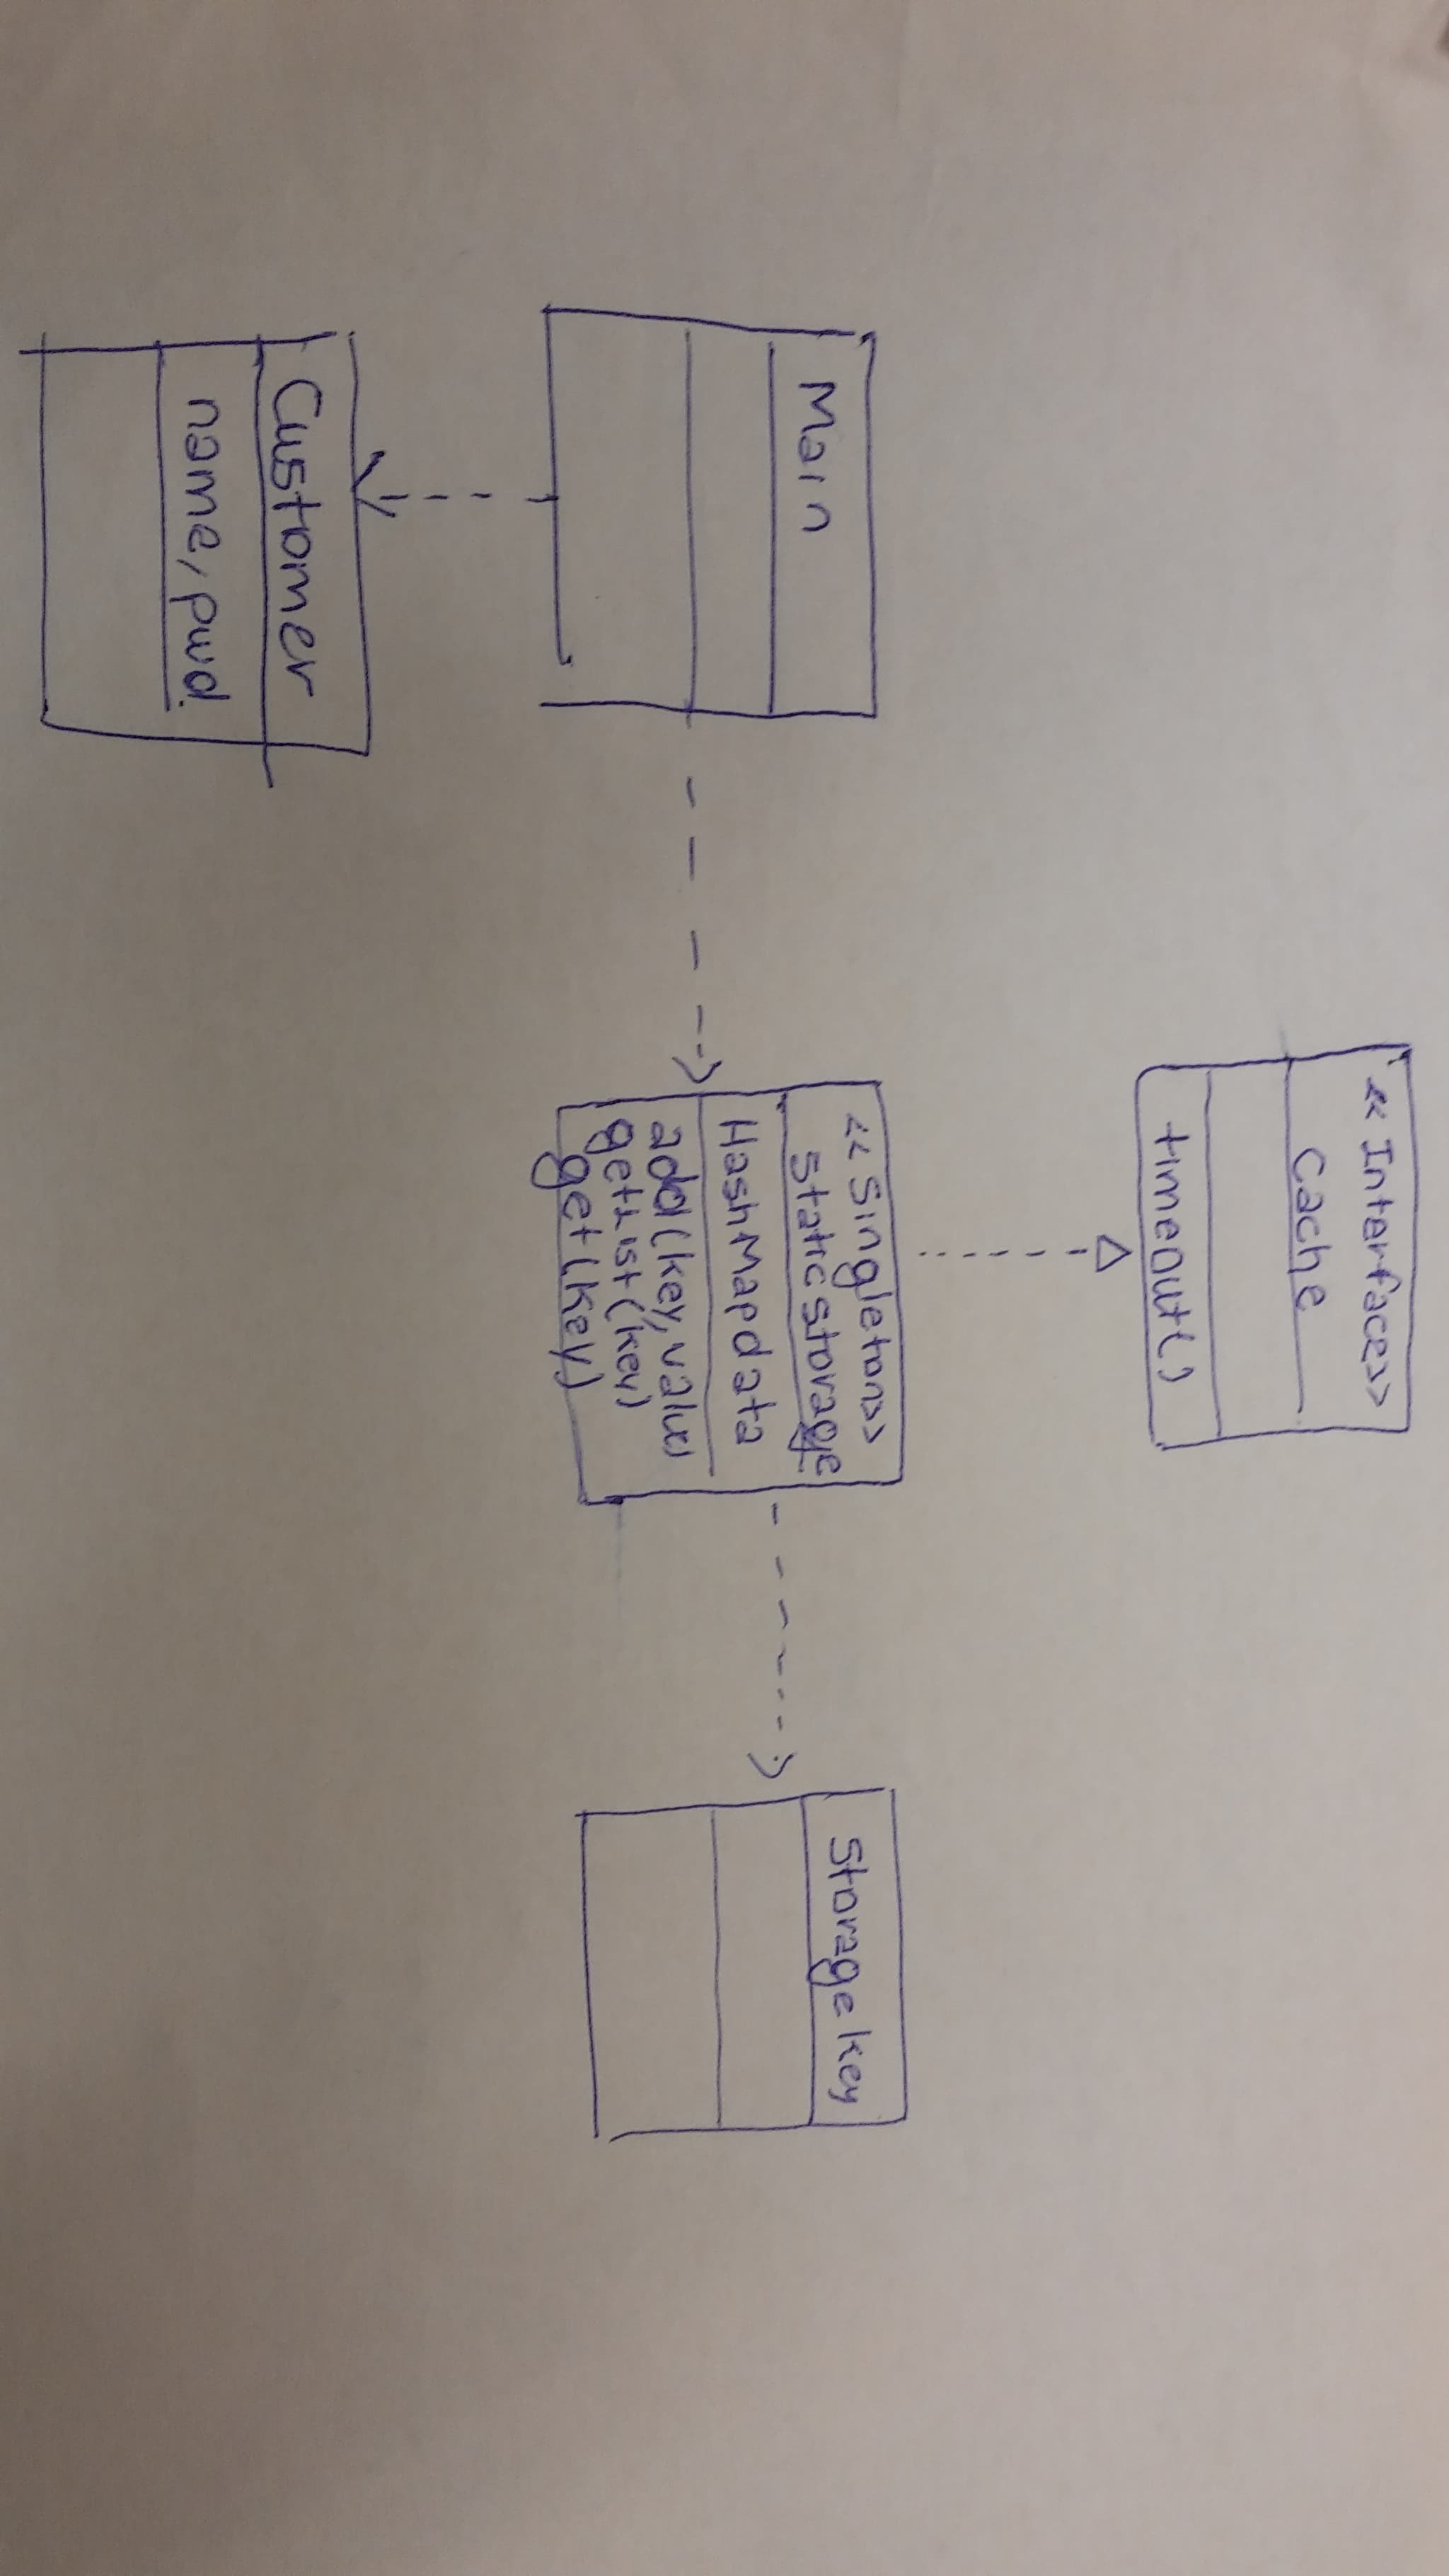 << Interface>>
Cache
timeout()
Main
<< Singleton>>
Static storage
HashMap data
add(key, value)
getList(key)
get(key)
Storage key
Customer
name, pwd